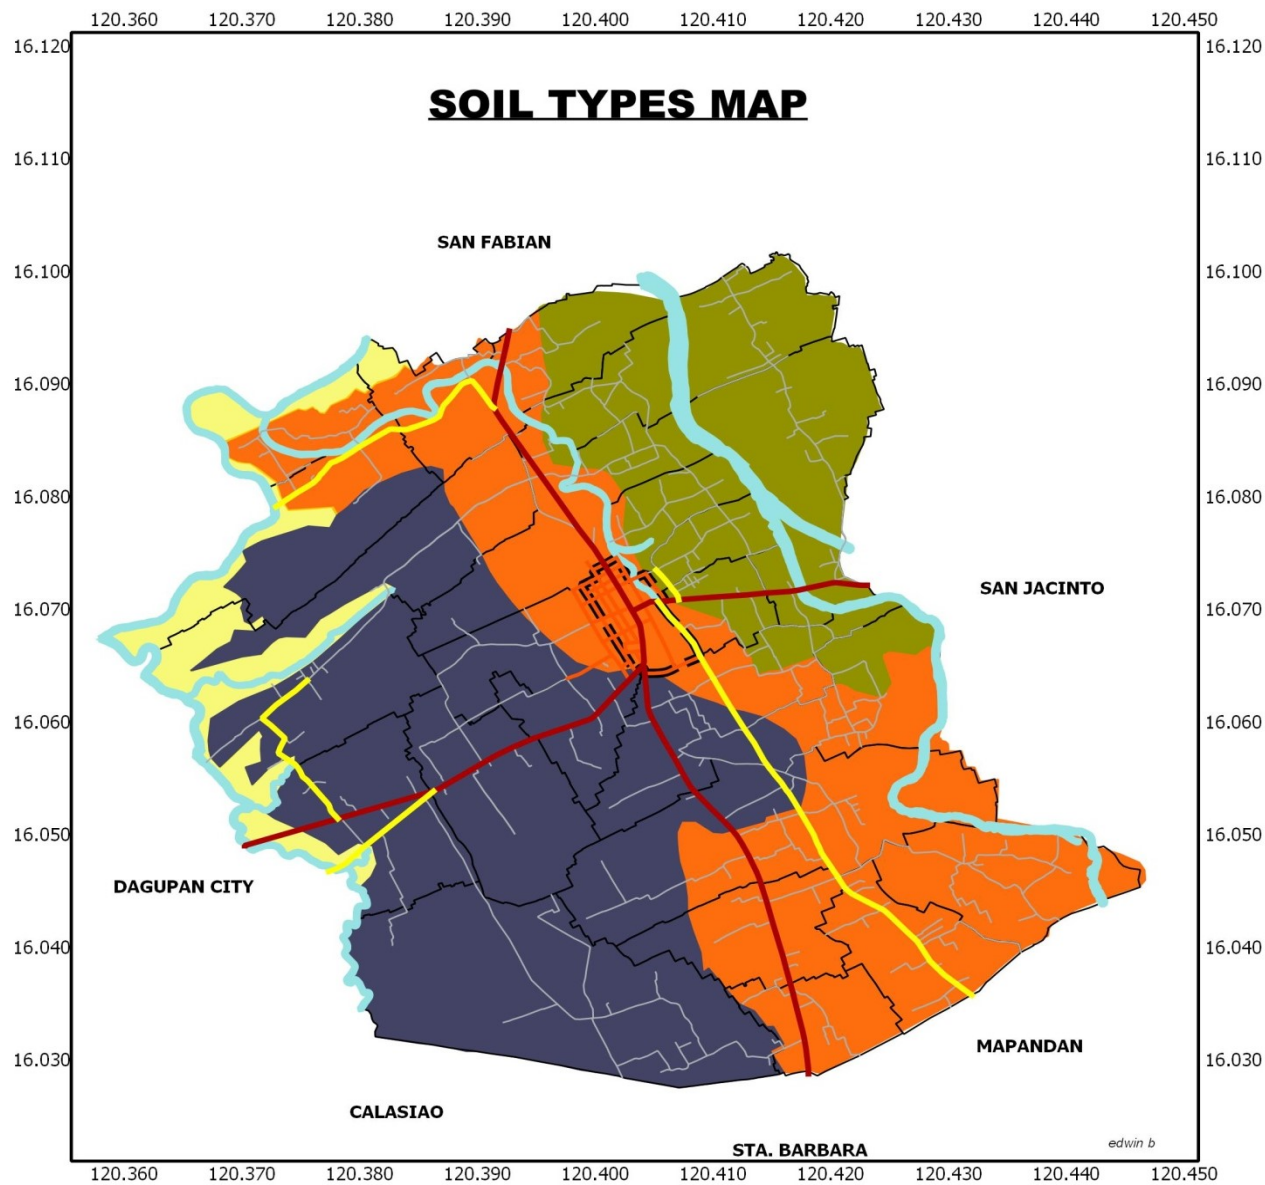 120.360 120.370 120.380 120.390 120.400 120.410 120.420 120.430 120.440 120.450
16.120 16.120
SOIL TYPES MAP
16.110 16.110
SAN FABIAN
16.100 16.100
16.090 16.090
16.080 16.080
SAN JACINTO
16.070 16.070
16.060 16.060
16.050 16.050
DAGUPAN CITY
16.040 16.040
MAPANDAN
16.030 16.030
CALASIAO
edwin b
STA. BARBARA
120.360 120.370 120.380 120.390 120.400 120.410 120.420 120.430 120.440 120.450